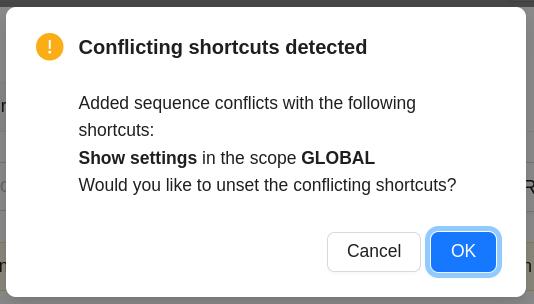 Conflicting shortcuts detected
Added sequence conflicts with the following
shortcuts:
Show settings in the scope GLOBAL
Would you like to unset the conflicting shortcuts?
Cancel OK